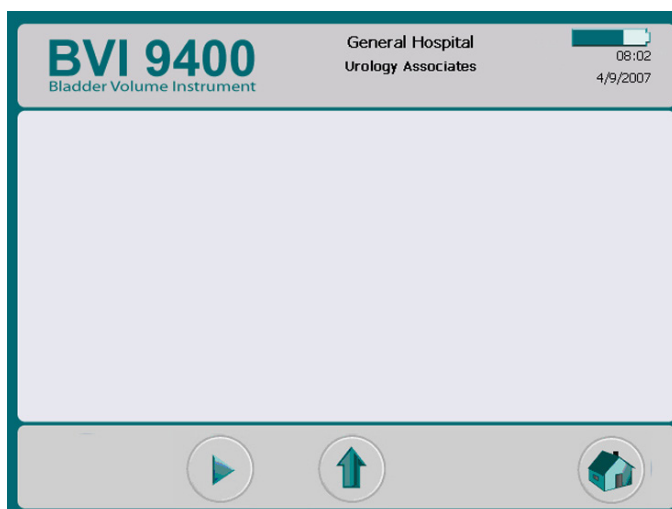 BVI 9400
Bladder Volume Instrument
General Hospital
Urology Associates
08:02
4/9/2007